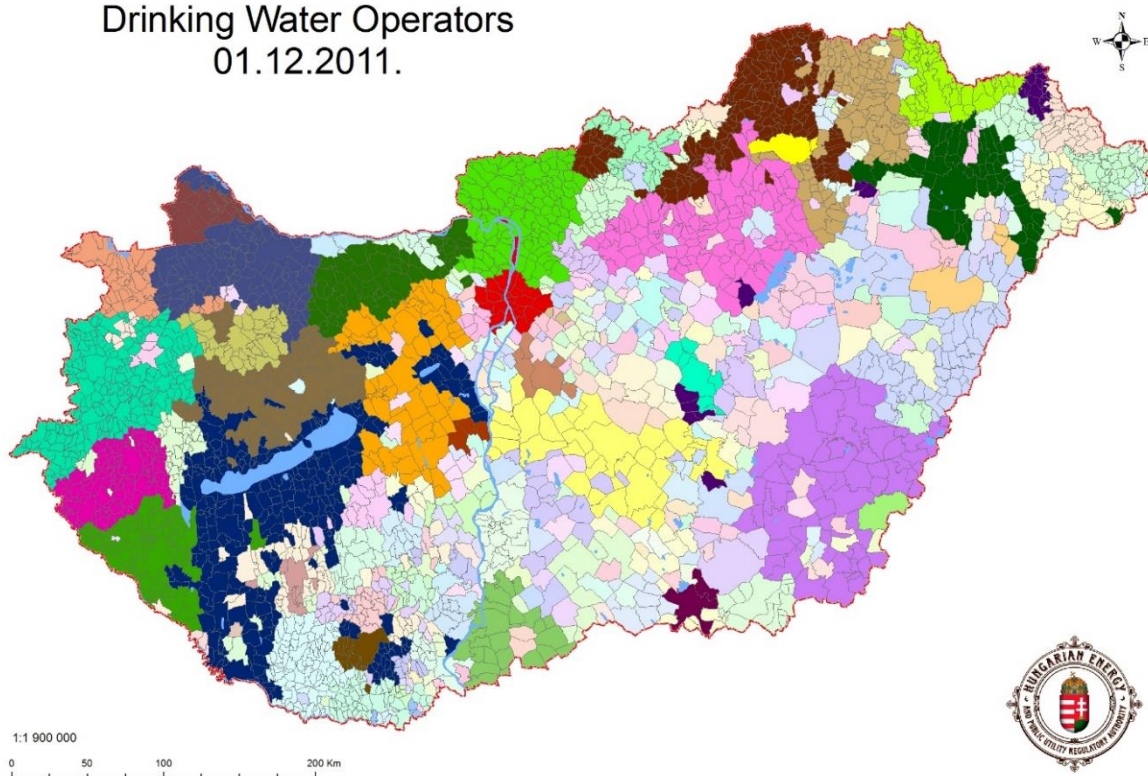 Drinking Water Operators
01.12.2011.
N
W E
S
1:1 900 000
0 50 100 200 Km
HUNGARIAN ENERGY
AND PUBLIC UTILITY REGULATORY AUTHORITY